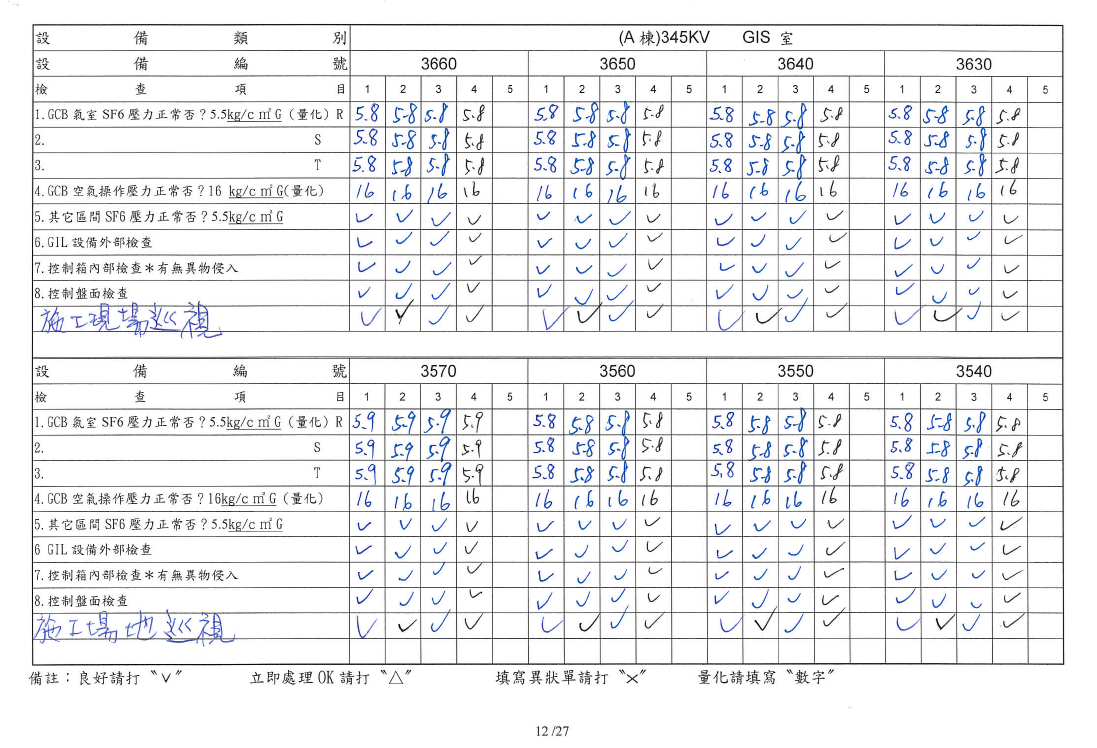 設備類別 (A 棟)345KV GIS 室
設備編號 3660 3650 3640 3630
檢查項目 1 2 3 4 5 1 2 3 4 5 1 2 3 4 5 1 2 3 4 5
1.GCB 氣室 SF6 壓力正常否？5.5kg/c㎡G (量化) R 5.8 5.8 5.8 5.8 5.8 5.8 5.8 5.8 5.8 5.8 5.8 5.8 5.8 5.8 5.8 5.8
2. S 5.8 5.8 5.8 5.8 5.8 5.8 5.8 5.8 5.8 5.8 5.8 5.8 5.8 5.8 5.8 5.8
3. T 5.8 5.8 5.8 5.8 5.8 5.8 5.8 5.8 5.8 5.8 5.8 5.8 5.8 5.8 5.8 5.8
4.GCB 空氣操作壓力正常否？16 kg/c㎡G(量化) 16 16 16 16 16 16 16 16 16 16 16 16 16 16 16 16
5.其它區間 SF6 壓力正常否？5.5kg/c㎡G ✓ ✓ ✓ ✓ ✓ ✓ ✓ ✓ ✓ ✓ ✓ ✓ ✓ ✓ ✓ ✓
6.GIL 設備外部檢查 ✓ ✓ ✓ ✓ ✓ ✓ ✓ ✓ ✓ ✓ ✓ ✓ ✓ ✓ ✓ ✓
7.控制箱內部檢查＊有無異物侵入 ✓ ✓ ✓ ✓ ✓ ✓ ✓ ✓ ✓ ✓ ✓ ✓ ✓ ✓ ✓ ✓
8.控制盤面檢查 ✓ ✓ ✓ ✓ ✓ ✓ ✓ ✓ ✓ ✓ ✓ ✓ ✓ ✓ ✓ ✓
施工現場巡視 ✓ ✓ ✓ ✓ ✓ ✓ ✓ ✓ ✓ ✓ ✓ ✓ ✓ ✓ ✓ ✓
設備編號 3570 3560 3550 3540
檢查項目 1 2 3 4 5 1 2 3 4 5 1 2 3 4 5 1 2 3 4 5
1.GCB 氣室 SF6 壓力正常否？5.5kg/c㎡G (量化) R 5.9 5.9 5.9 5.9 5.8 5.8 5.8 5.8 5.8 5.8 5.8 5.8 5.8 5.8 5.8 5.8
2. S 5.9 5.9 5.9 5.9 5.8 5.8 5.8 5.8 5.8 5.8 5.8 5.8 5.8 5.8 5.8 5.8
3. T 5.9 5.9 5.9 5.9 5.8 5.8 5.8 5.8 5.8 5.8 5.8 5.8 5.8 5.8 5.8 5.8
4.GCB 空氣操作壓力正常否？16kg/c㎡G (量化) 16 16 16 16 16 16 16 16 16 16 16 16 16 16 16 16
5.其它區間 SF6 壓力正常否？5.5kg/c㎡G ✓ ✓ ✓ ✓ ✓ ✓ ✓ ✓ ✓ ✓ ✓ ✓ ✓ ✓ ✓ ✓
6 GIL 設備外部檢查 ✓ ✓ ✓ ✓ ✓ ✓ ✓ ✓ ✓ ✓ ✓ ✓ ✓ ✓ ✓ ✓
7.控制箱內部檢查＊有無異物侵入 ✓ ✓ ✓ ✓ ✓ ✓ ✓ ✓ ✓ ✓ ✓ ✓ ✓ ✓ ✓ ✓
8.控制盤面檢查 ✓ ✓ ✓ ✓ ✓ ✓ ✓ ✓ ✓ ✓ ✓ ✓ ✓ ✓ ✓ ✓
施工場地巡視 ✓ ✓ ✓ ✓ ✓ ✓ ✓ ✓ ✓ ✓ ✓ ✓ ✓ ✓ ✓ ✓
備註：良好請打〝∨〞 立即處理 OK 請打〝△〞 填寫異狀單請打〝×〞 量化請填寫〝數字〞
12 /27